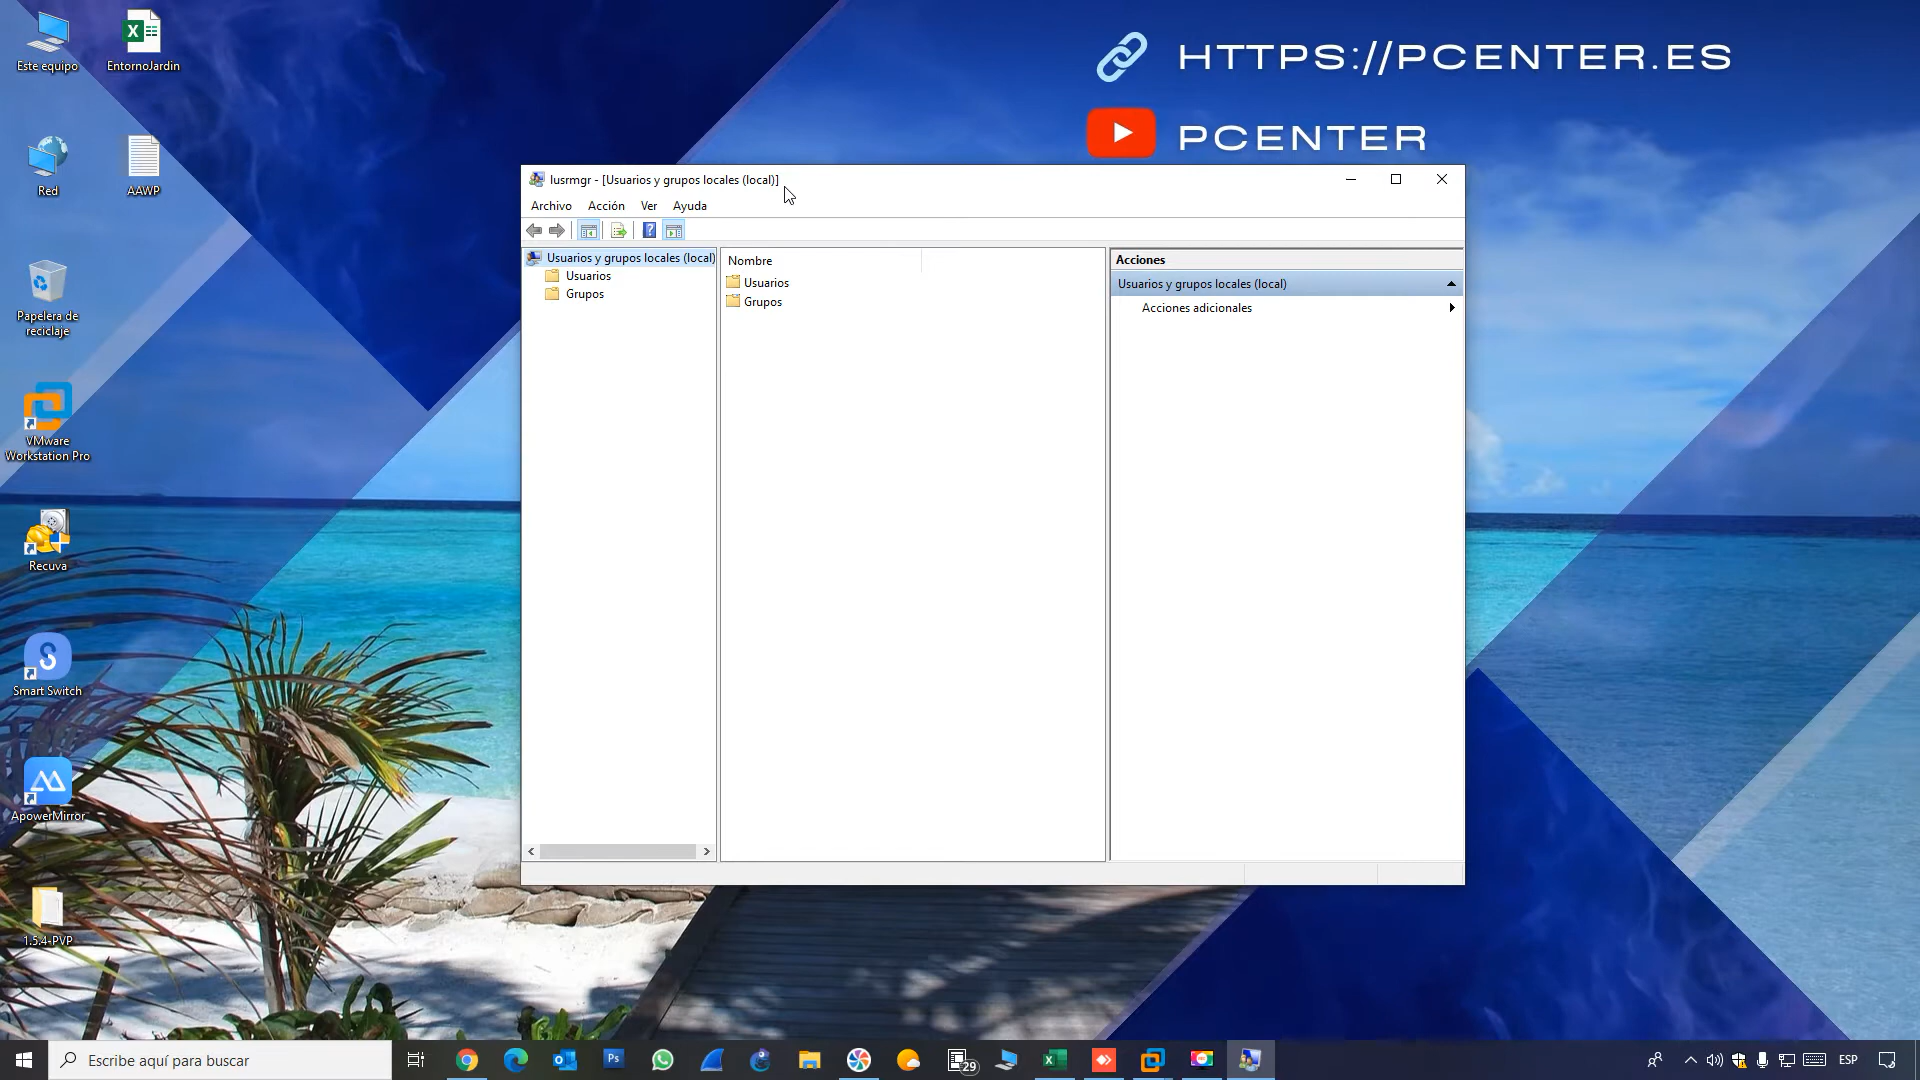 Este equipo
EntornoJardin
Red
AAWP
Papelera de
reciclaje
VMware
Workstation Pro
Recuva
Smart Switch
ApowerMirror
1.5.4-PVP
HTTPS://PCENTER.ES
PCENTER
lusrmgr - [Usuarios y grupos locales (local)]
Archivo Acción Ver Ayuda
Usuarios y grupos locales (local)
Usuarios
Grupos
Nombre
Usuarios
Grupos
Acciones
Usuarios y grupos locales (local)
Acciones adicionales
Escribe aquí para buscar
Ps
29
ESP